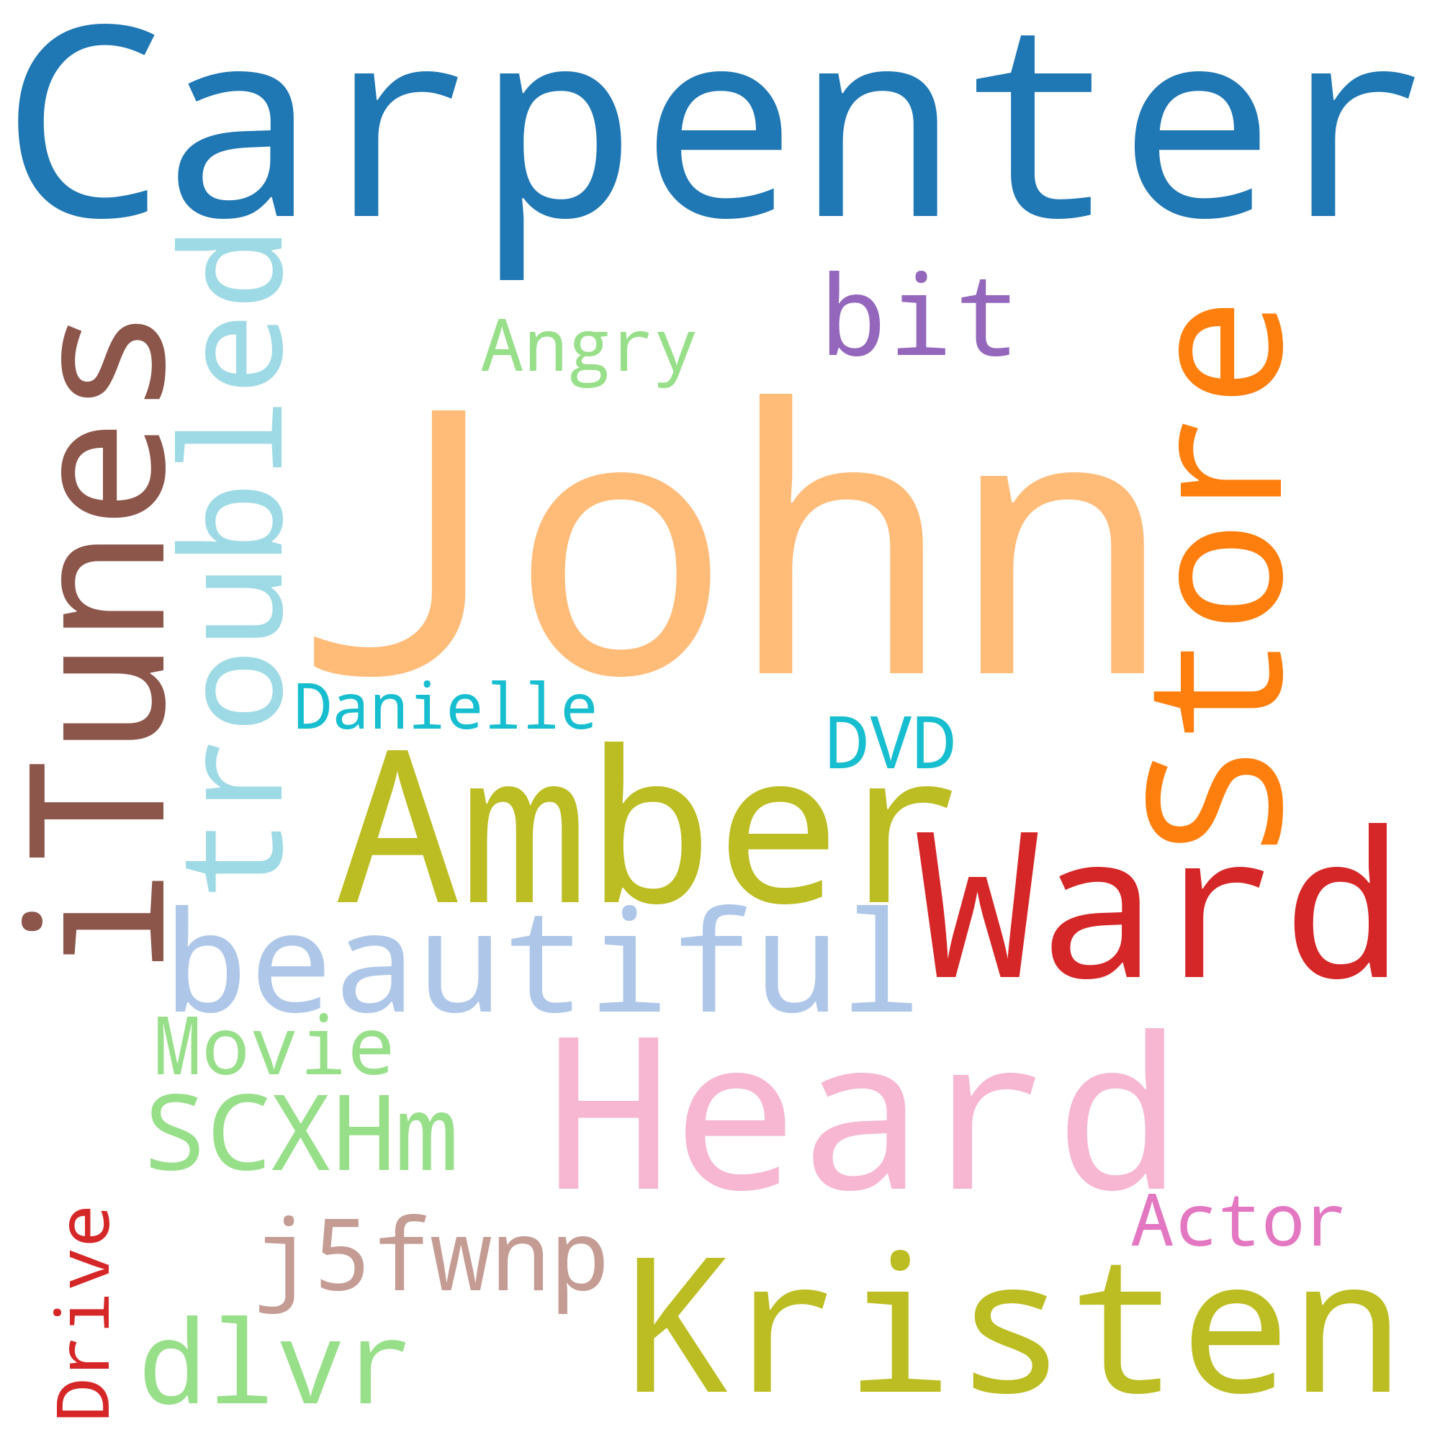 Carpenter
troubled
iTunes
bit
Angry
Store
John
Danielle
DVD
Amber
Ward
beautiful
Movie
Heard
SCXHm
Actor
j5fwnp
Drive
Kristen
dlvr